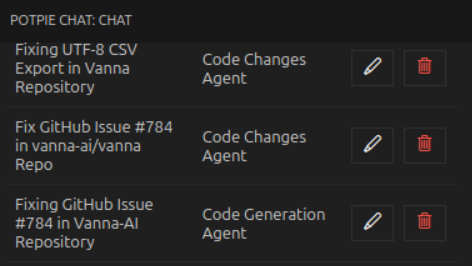 POTPIE CHAT: CHAT
Fixing UTF-8 CSV
Export in Vanna
Repository
Code Changes
Agent
Fix GitHub Issue #784
in vanna-ai/vanna
Repo
Code Changes
Agent
Fixing GitHub Issue
#784 in Vanna-AI
Repository
Code Generation
Agent